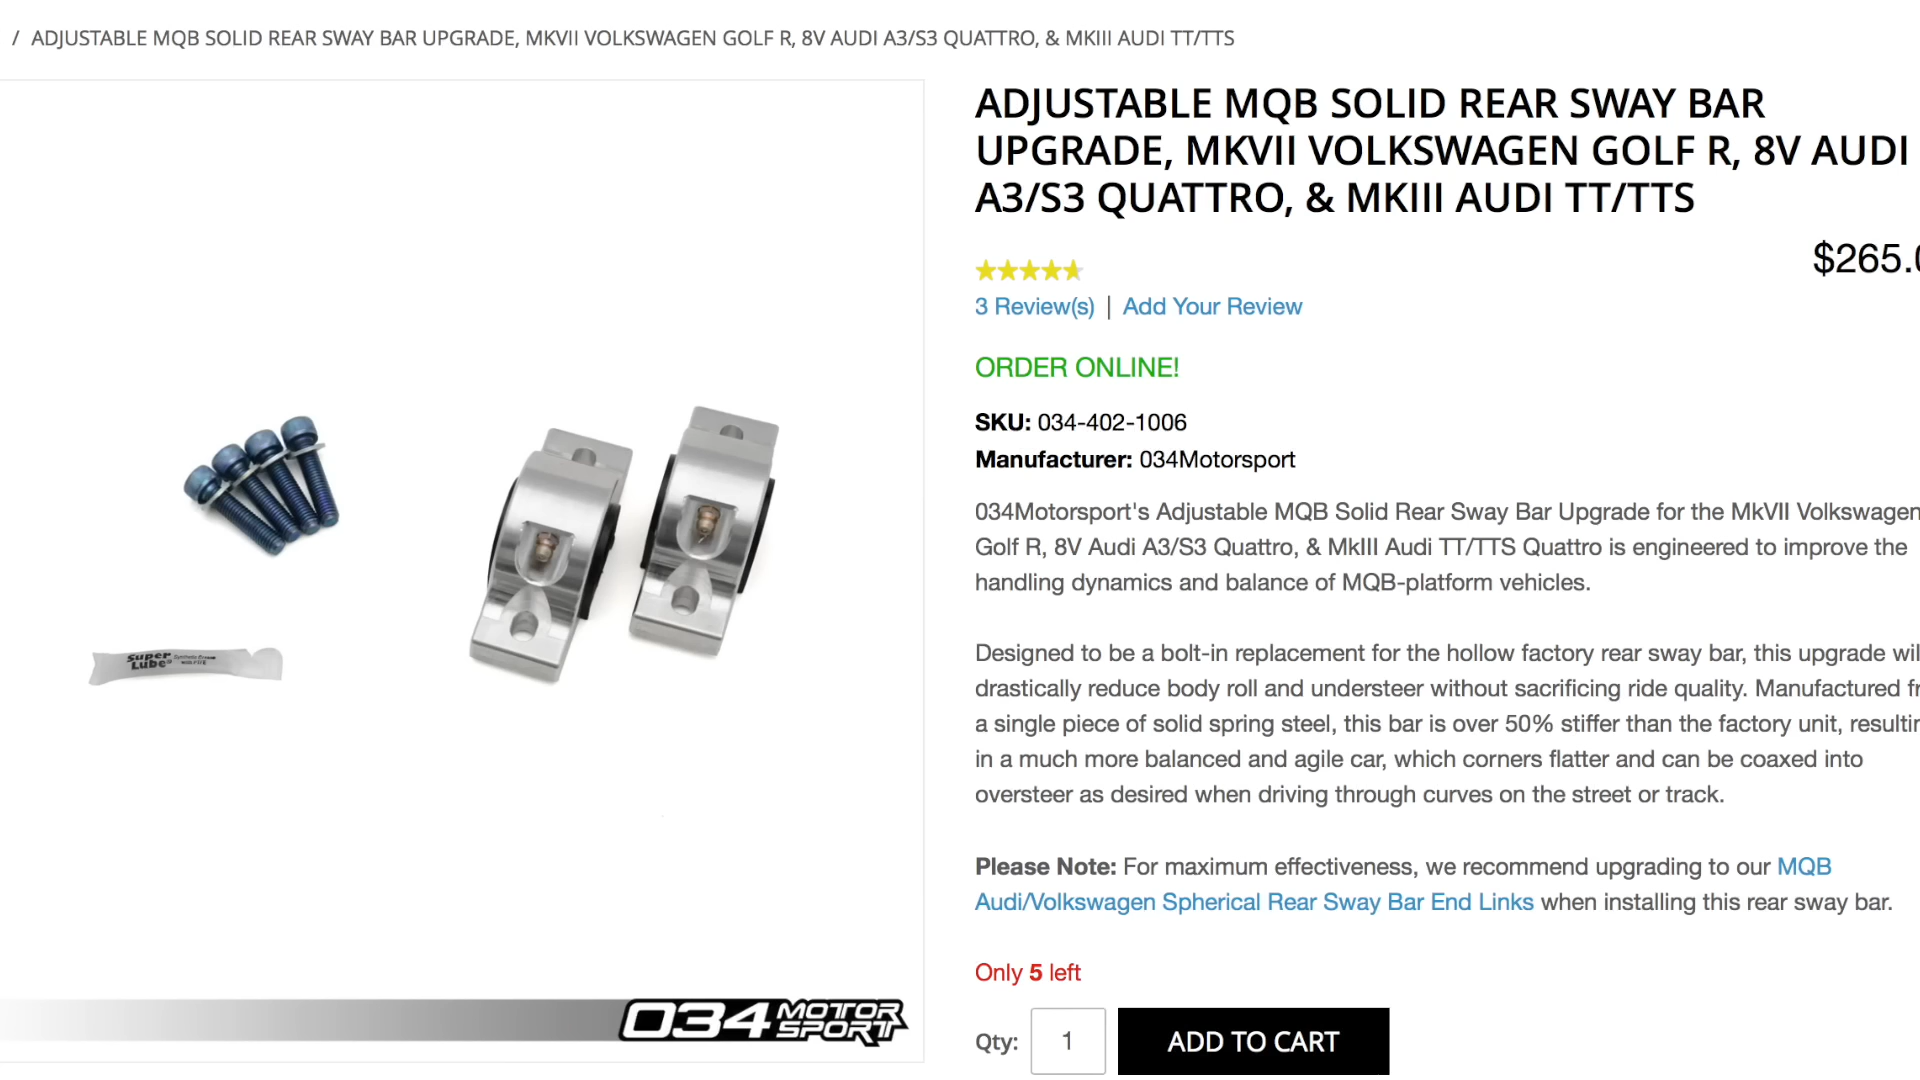 / ADJUSTABLE MQB SOLID REAR SWAY BAR UPGRADE, MKVII VOLKSWAGEN GOLF R, 8V AUDI A3/S3 QUATTRO, & MKIII AUDI TT/TTS
ADJUSTABLE MQB SOLID REAR SWAY BAR
UPGRADE, MKVII VOLKSWAGEN GOLF R, 8V AUDI
A3/S3 QUATTRO, & MKIII AUDI TT/TTS
$265.0
3 Review(s) | Add Your Review
ORDER ONLINE!
SKU: 034-402-1006
Manufacturer: 034Motorsport
034Motorsport's Adjustable MQB Solid Rear Sway Bar Upgrade for the MkVII Volkswagen
Golf R, 8V Audi A3/S3 Quattro, & MkIII Audi TT/TTS Quattro is engineered to improve the
handling dynamics and balance of MQB-platform vehicles.
Designed to be a bolt-in replacement for the hollow factory rear sway bar, this upgrade wil
drastically reduce body roll and understeer without sacrificing ride quality. Manufactured fr
a single piece of solid spring steel, this bar is over 50% stiffer than the factory unit, resultin
in a much more balanced and agile car, which corners flatter and can be coaxed into
oversteer as desired when driving through curves on the street or track.
Please Note: For maximum effectiveness, we recommend upgrading to our MQB
Audi/Volkswagen Spherical Rear Sway Bar End Links when installing this rear sway bar.
Only 5 left
Qty: 1 ADD TO CART
Super
Lube®
034 MOTOR
SPORT